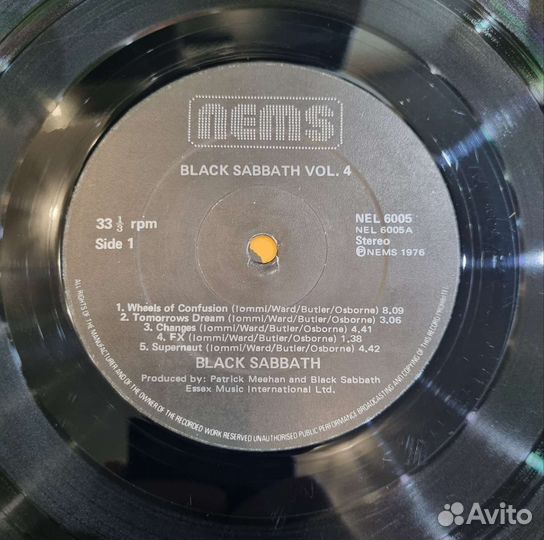 nems
BLACK SABBATH VOL. 4
33 1/3 rpm
Side 1
NEL 6005
NEL 6005A
Stereo
Ⓟ NEMS 1976
1. Wheels of Confusion (Iommi/Ward/Butler/Osborne) 8,09
2. Tomorrows Dream (Iommi/Ward/Butler/Osborne) 3.06
3. Changes (Iommi/Ward/Butler/Osborne) 4,41
4. FX (Iommi/Ward/Butler/Osborne) 1,38
5. Supernaut (Iommi/Ward/Butler/Osborne) 4,42
BLACK SABBATH
Produced by: Patrick Meehan and Black Sabbath
Essex Music International Ltd.
ALL RIGHTS OF THE MANUFACTURER AND OF THE OWNER OF THE RECORDED WORK RESERVED UNAUTHORISED PUBLIC PERFORMANCE BROADCASTING AND COPYING OF THIS RECORD PROHIBITED
Avito